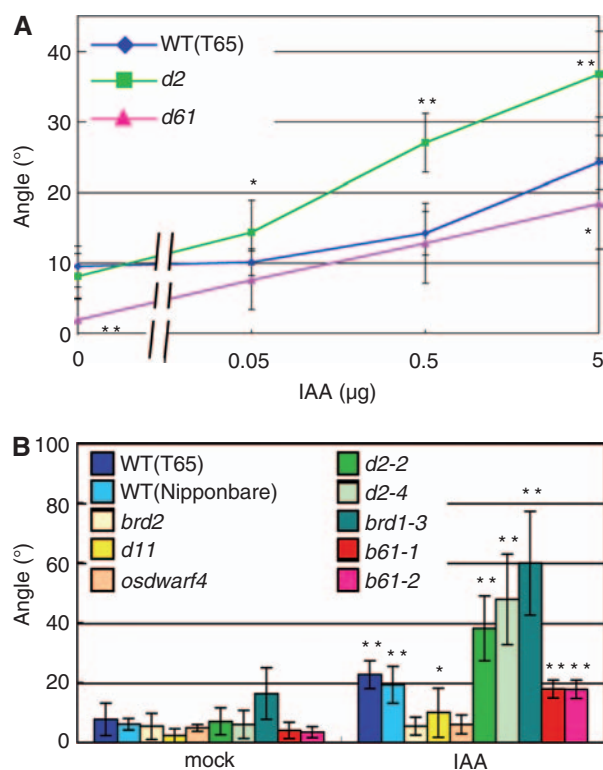 A
WT(T65)
d2
d61
40
30
20
10
0
Angle (°)
* *
*
* *
* *
*
0
0.05
0.5
5
IAA (µg)
B
100
80
60
40
20
0
Angle (°)
WT(T65)
WT(Nipponbare)
brd2
d11
osdwarf4
d2-2
d2-4
brd1-3
b61-1
b61-2
* *
* *
*
* *
* *
* *
* *
* *
mock
IAA